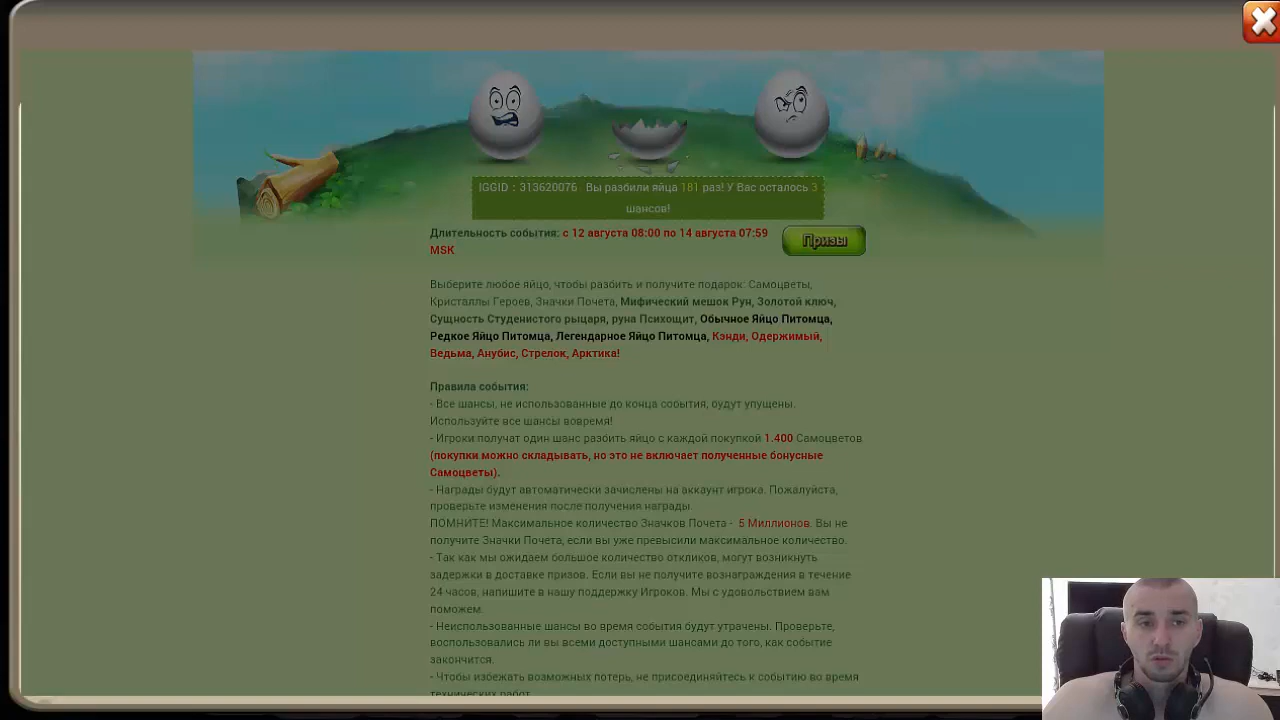 IGGID : 313620076 Вы разбили яйца 181 раз! У Вас осталось 3
шансов!
Длительность события: с 12 августа 08:00 по 14 августа 07:59
MSK
Призы
Выберите любое яйцо, чтобы разбить и получите подарок: Самоцветы,
Кристаллы Героев, Значки Почета, Мифический мешок Рун, Золотой ключ,
Сущность Студенистого рыцаря, руна Психощит, Обычное Яйцо Питомца,
Редкое Яйцо Питомца, Легендарное Яйцо Питомца, Кэнди, Одержимый,
Ведьма, Анубис, Стрелок, Арктика!
Правила события:
- Все шансы, не использованные до конца события, будут упущены.
Используйте все шансы вовремя!
- Игроки получат один шанс разбить яйцо с каждой покупкой 1.400 Самоцветов
(покупки можно складывать, но это не включает полученные бонусные
Самоцветы).
- Награды будут автоматически зачислены на аккаунт игрока. Пожалуйста,
проверьте изменения после получения награды.
ПОМНИТЕ! Максимальное количество Значков Почета - 5 Миллионов. Вы не
получите Значки Почета, если вы уже превысили максимальное количество.
- Так как мы ожидаем большое количество откликов, могут возникнуть
задержки в доставке призов. Если вы не получите вознаграждения в течение
24 часов, напишите в нашу поддержку Игроков. Мы с удовольствием вам
поможем.
- Неиспользованные шансы во время события будут утрачены. Проверьте,
воспользовались ли вы всеми доступными шансами до того, как событие
закончится.
- Чтобы избежать возможных потерь, не присоединяйтесь к событию во время
технических работ.